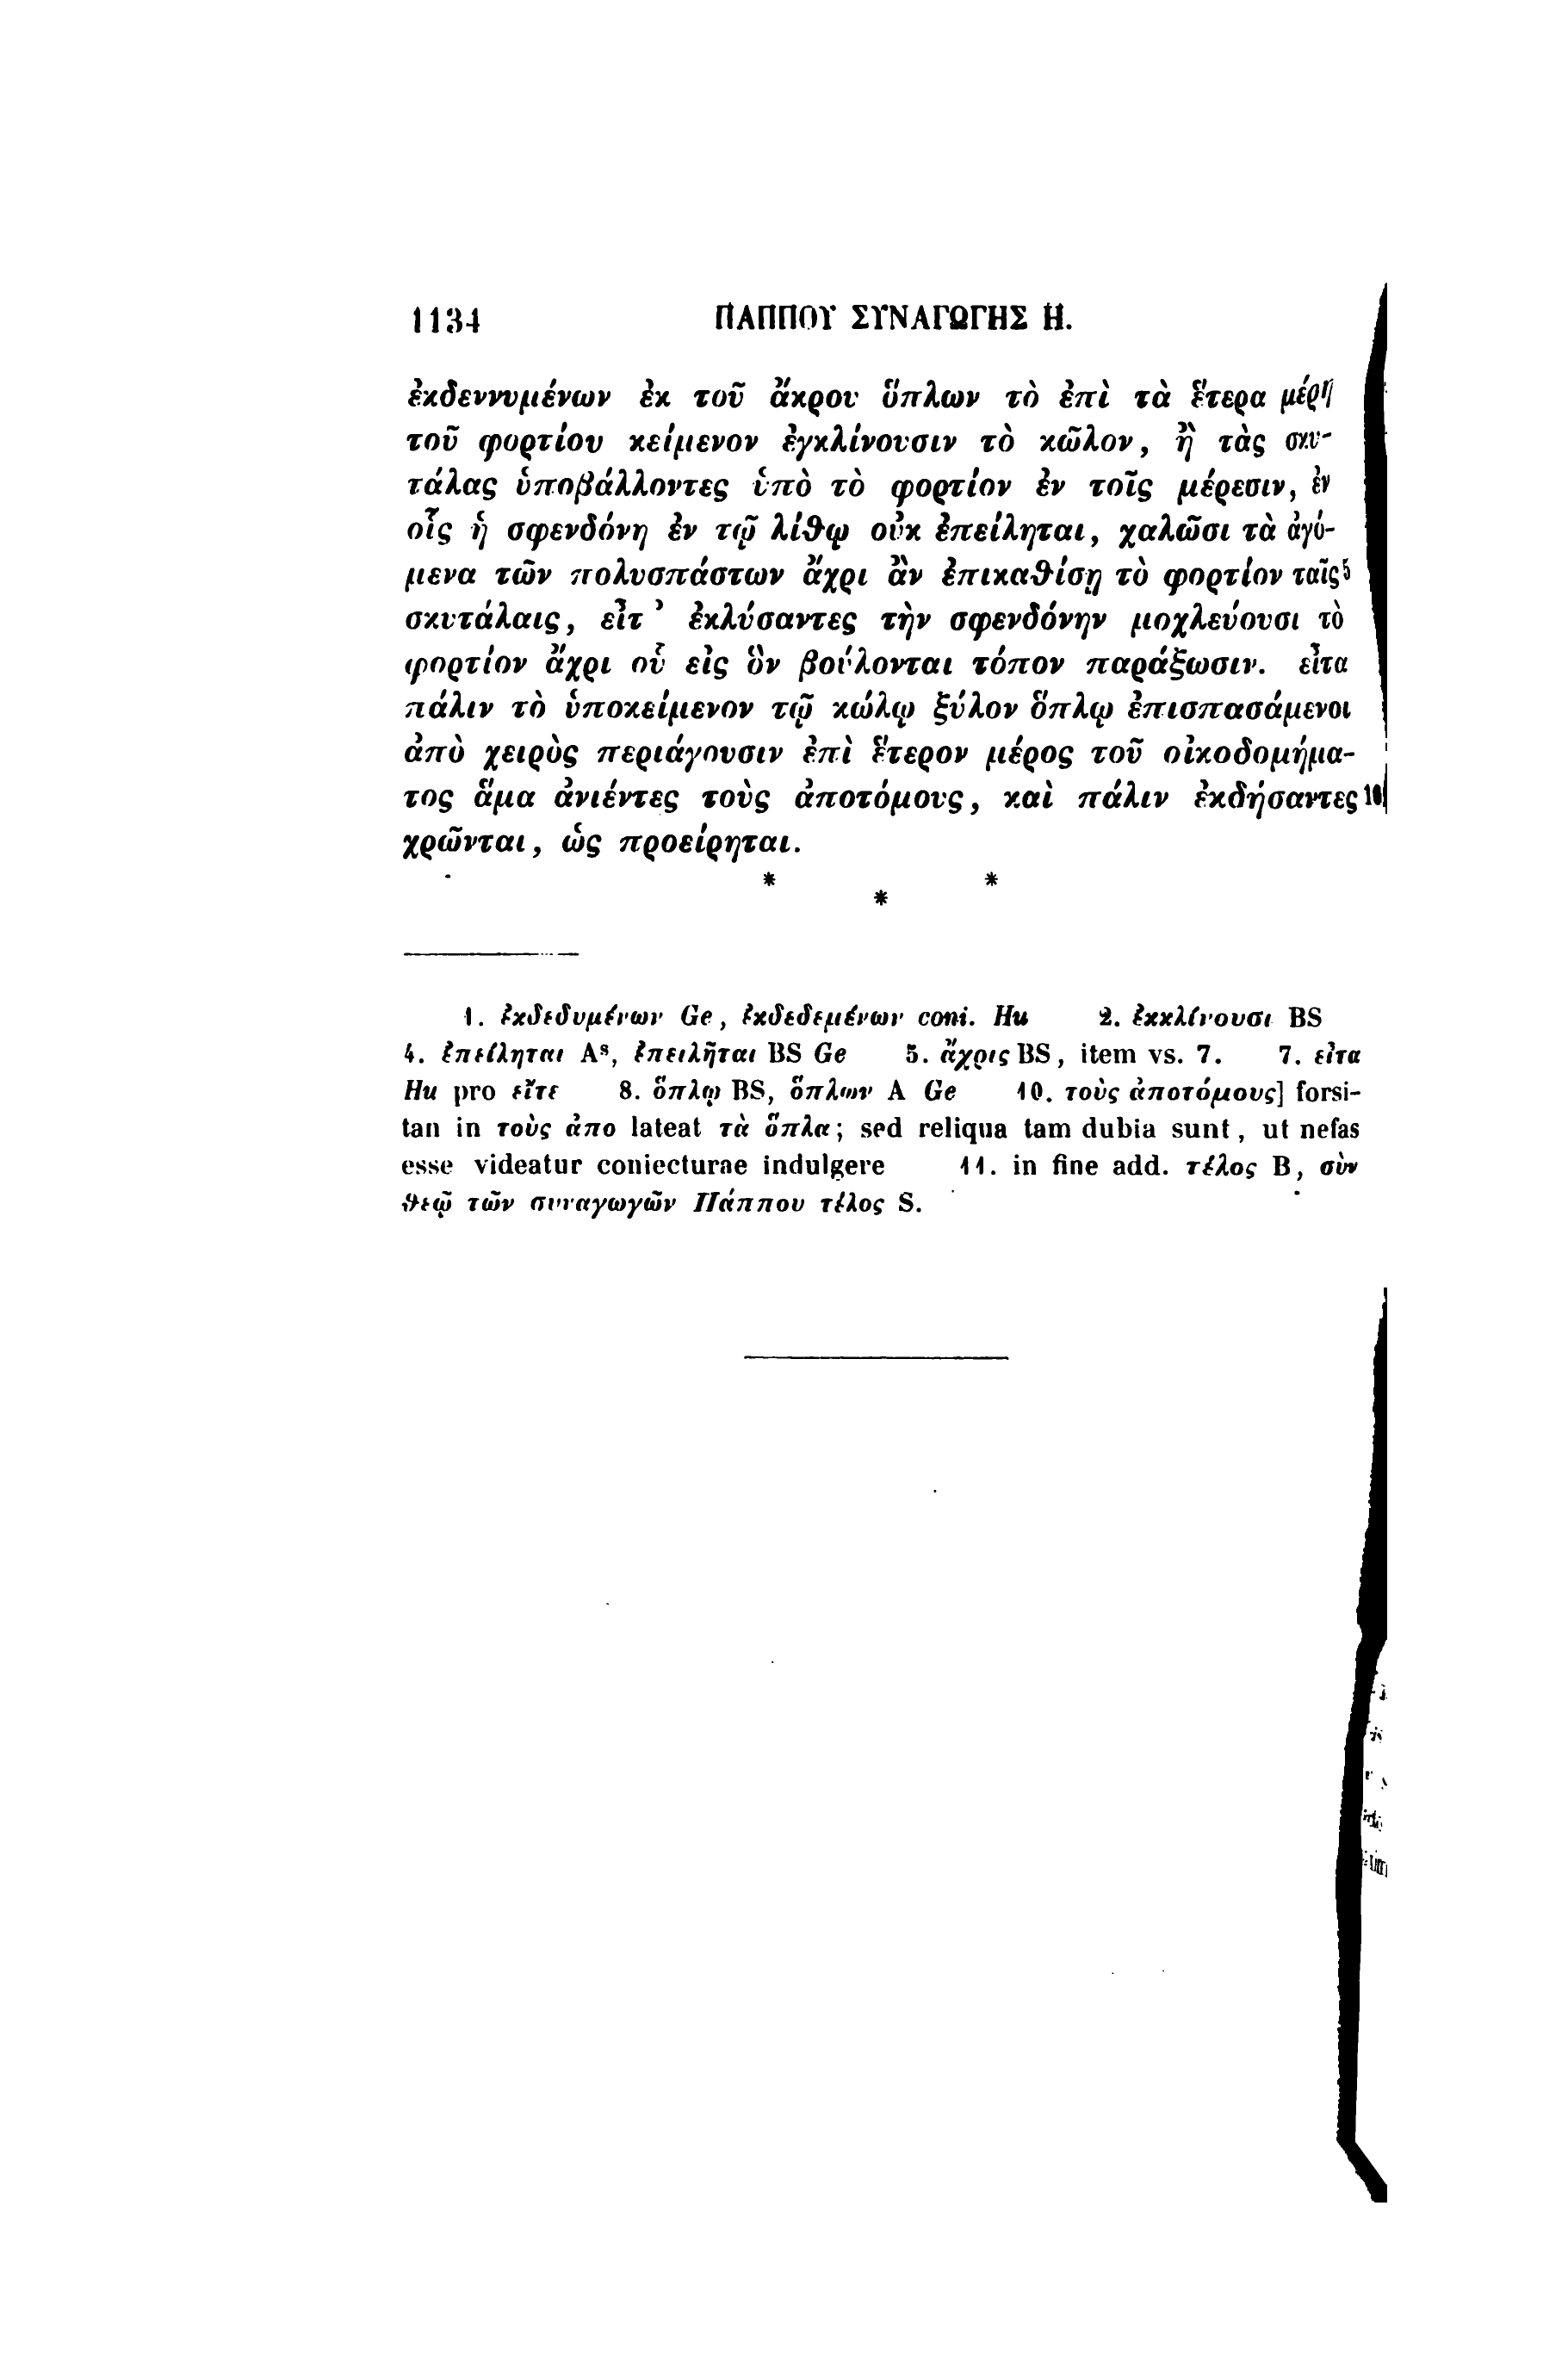 1134 ΠΑΠΠΟΥ ΣΥΝΑΓΩΓΗΣ Η.
ἐκδεννυμένων ἐκ τοῦ ἄκρου ὅπλων τὸ ἐπὶ τὰ ἕτερα μέρη
τοῦ φορτίου κείμενον ἐγκλίνουσιν τὸ κῶλον, ἢ τὰς σκυ-
τάλας ὑποβάλλοντες ὑπὸ τὸ φορτίον ἐν τοῖς μέρεσιν, ἐν
οἷς ἡ σφενδόνη ἐν τῷ λίθῳ οὐκ ἐπείληται, χαλῶσι τὰ ἀγό-
μενα τῶν πολυσπάστων ἄχρι ἂν ἐπικαθίσῃ τὸ φορτίον ταῖς 5
σκυτάλαις, εἶτ’ ἐκλύσαντες τὴν σφενδόνην μοχλεύουσι τὸ
φορτίον ἄχρι οὗ εἰς ὃν βούλονται τόπον παράξωσιν. εἶτα
πάλιν τὸ ὑποκείμενον τῷ κώλῳ ξύλον ὅπλῳ ἐπισπασάμενοι
ἀπὸ χειρὸς περιάγουσιν ἐπὶ ἕτερον μέρος τοῦ οἰκοδομήμα-
τος ἅμα ἀνιέντες τοὺς ἀποτόμους, καὶ πάλιν ἐκδήσαντες 10
χρῶνται, ὡς προείρηται.
* * *
1. ἐκδεδυμένων Ge, ἐκδεδεμένων coni. Hu 2. ἐκκλίνουσι BS
4. ἐπείληται Aˢ, ἐπειλῆται BS Ge 5. ἄχρις BS, item vs. 7. 7. εἶτα
Hu pro εἴτε 8. ὅπλῳ BS, ὅπλων A Ge 10. τοὺς ἀποτόμους] forsi-
tan in τοὺς ἀπο lateat τὰ ὅπλα; sed reliqua tam dubia sunt, ut nefas
esse videatur coniecturae indulgere 11. in fine add. τέλος B, σὺν
θεῷ τῶν συναγωγῶν Πάππου τέλος S.